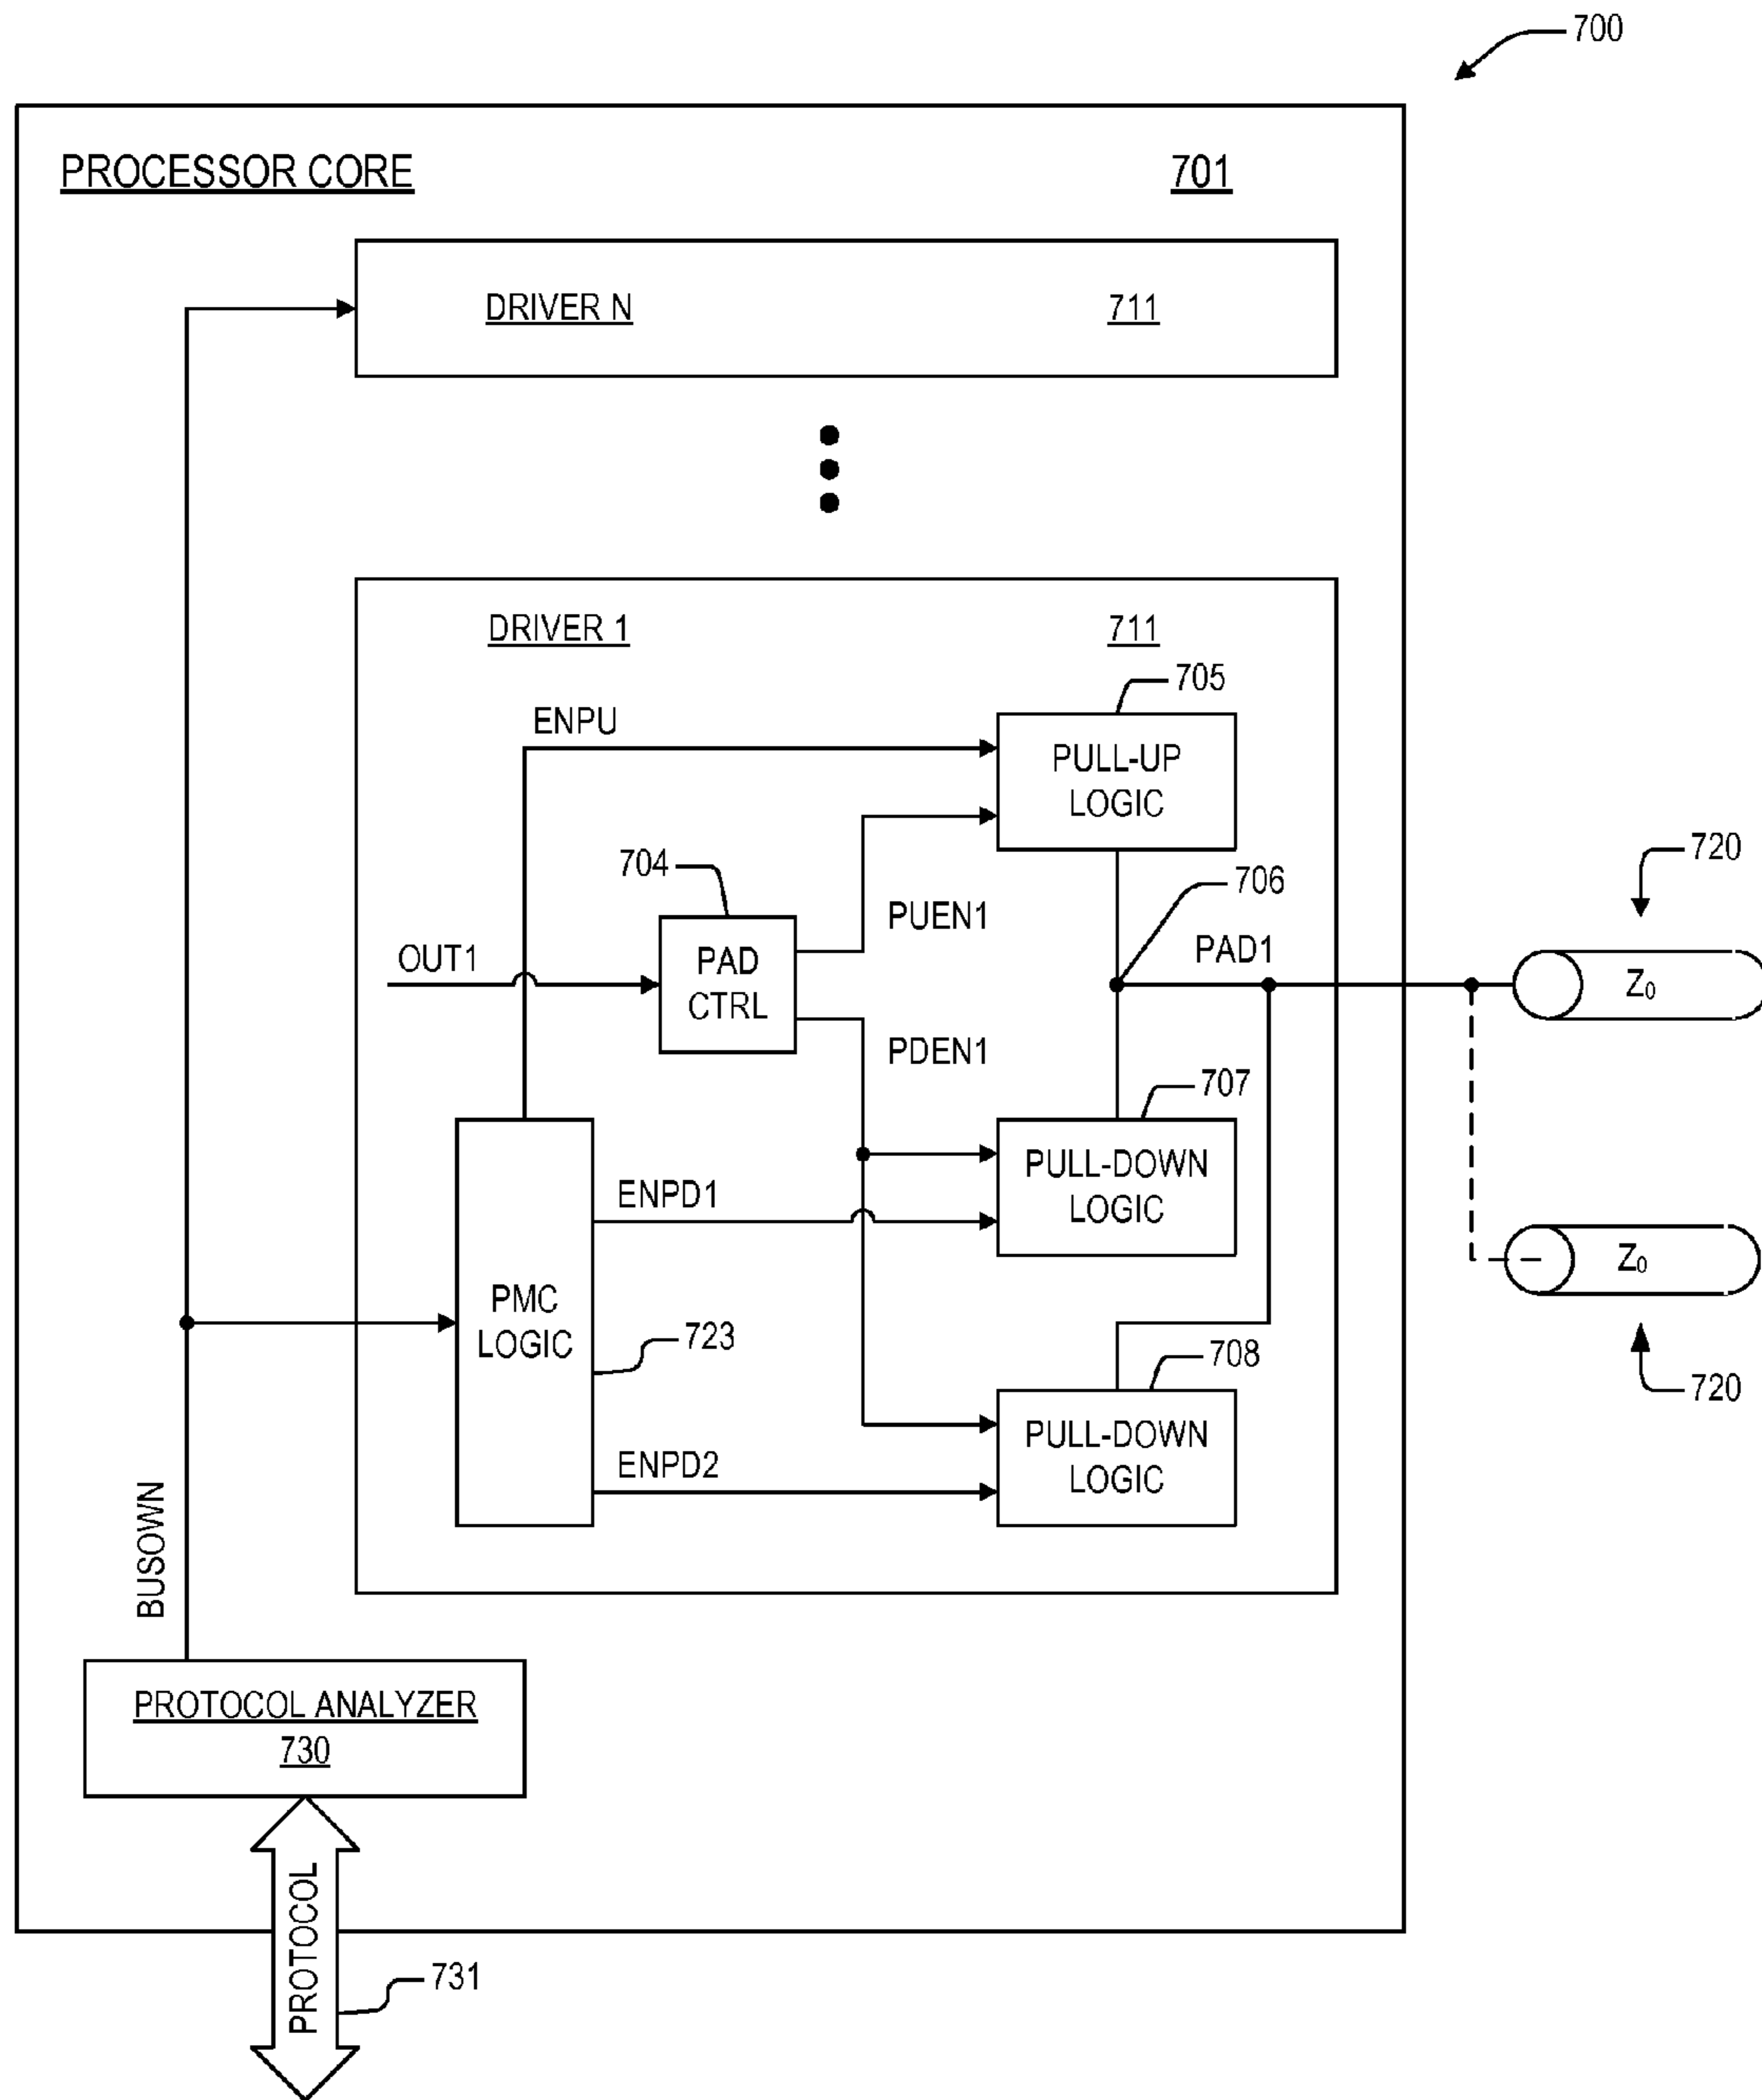 700
PROCESSOR CORE 701
DRIVER N 711
DRIVER 1 711
705
ENPU
PULL-UP
LOGIC
704
720
706
PUEN1
OUT1
PAD
CTRL
PAD1
Z0
PDEN1
707
PULL-DOWN
LOGIC
ENPD1
Z0
PMC
LOGIC
723
708
720
PULL-DOWN
LOGIC
ENPD2
BUSOWN
PROTOCOL ANALYZER
730
PROTOCOL
731